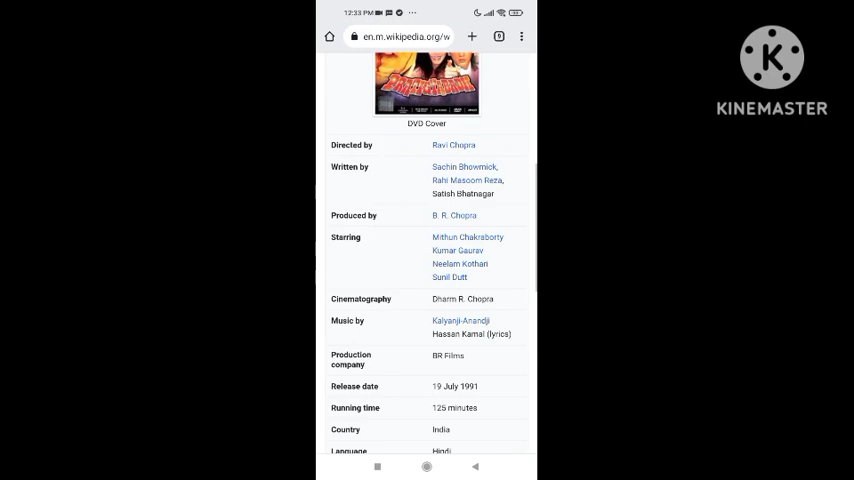 12:33 PM
en.m.wikipedia.org/w
9
PRATIGYABADH
DVD Cover
Directed by Ravi Chopra
Written by Sachin Bhowmick,
Rahi Masoom Reza,
Satish Bhatnagar
Produced by B. R. Chopra
Starring Mithun Chakraborty
Kumar Gaurav
Neelam Kothari
Sunil Dutt
Cinematography Dharm R. Chopra
Music by Kalyanji-Anandji
Hassan Kamal (lyrics)
Production company BR Films
Release date 19 July 1991
Running time 125 minutes
Country India
Language Hindi
K
KINEMASTER